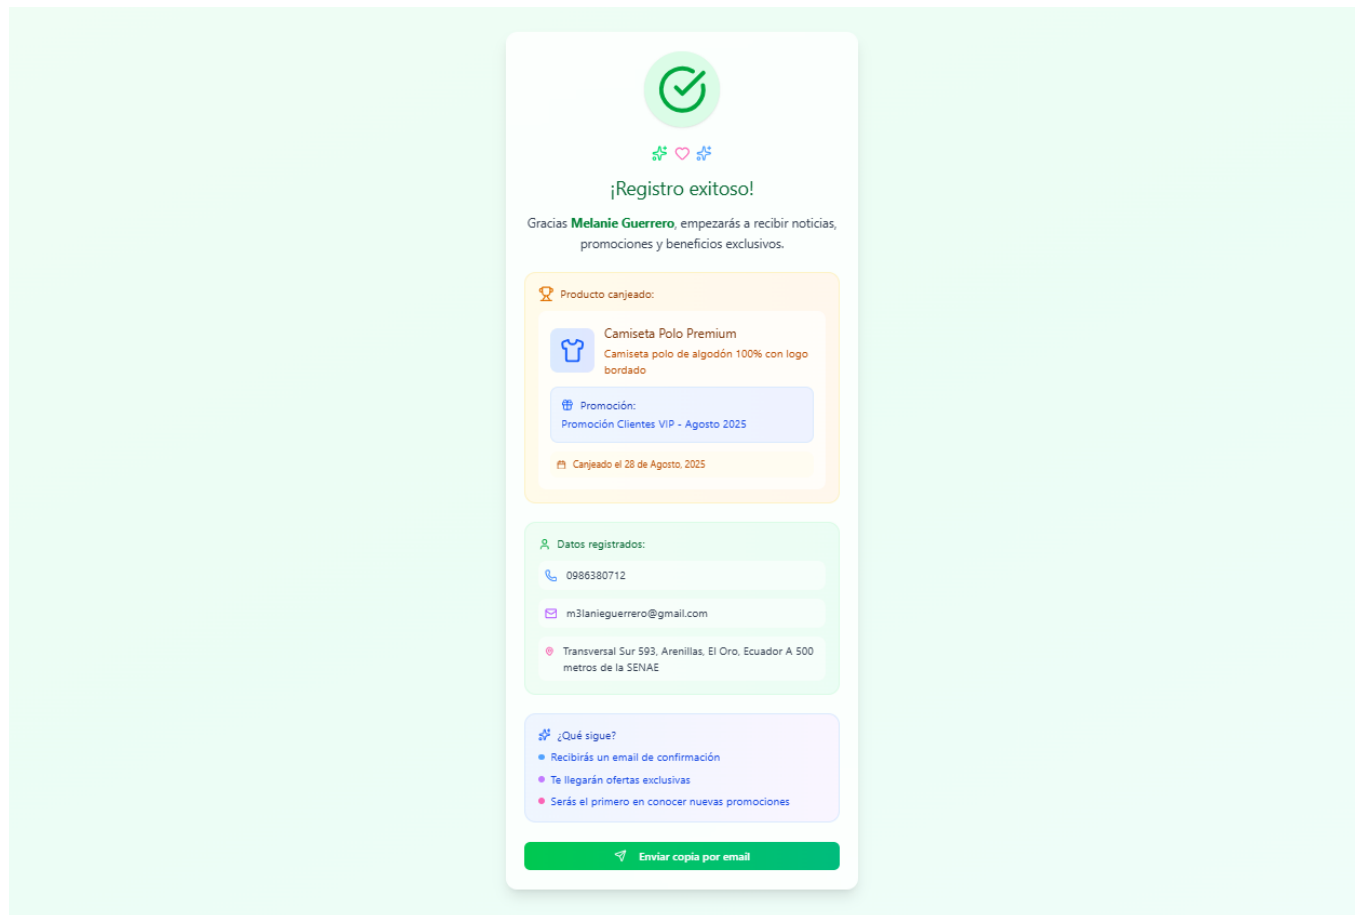 ¡Registro exitoso!
Gracias Melanie Guerrero, empezarás a recibir noticias,
promociones y beneficios exclusivos.
Producto canjeado:
Camiseta Polo Premium
Camiseta polo de algodón 100% con logo
bordado
Promoción:
Promoción Clientes VIP - Agosto 2025
Canjeado el 28 de Agosto, 2025
Datos registrados:
0986380712
m3lanieguerrero@gmail.com
Transversal Sur 593, Arenillas, El Oro, Ecuador A 500
metros de la SENAE
¿Qué sigue?
Recibirás un email de confirmación
Te llegarán ofertas exclusivas
Serás el primero en conocer nuevas promociones
Enviar copia por email